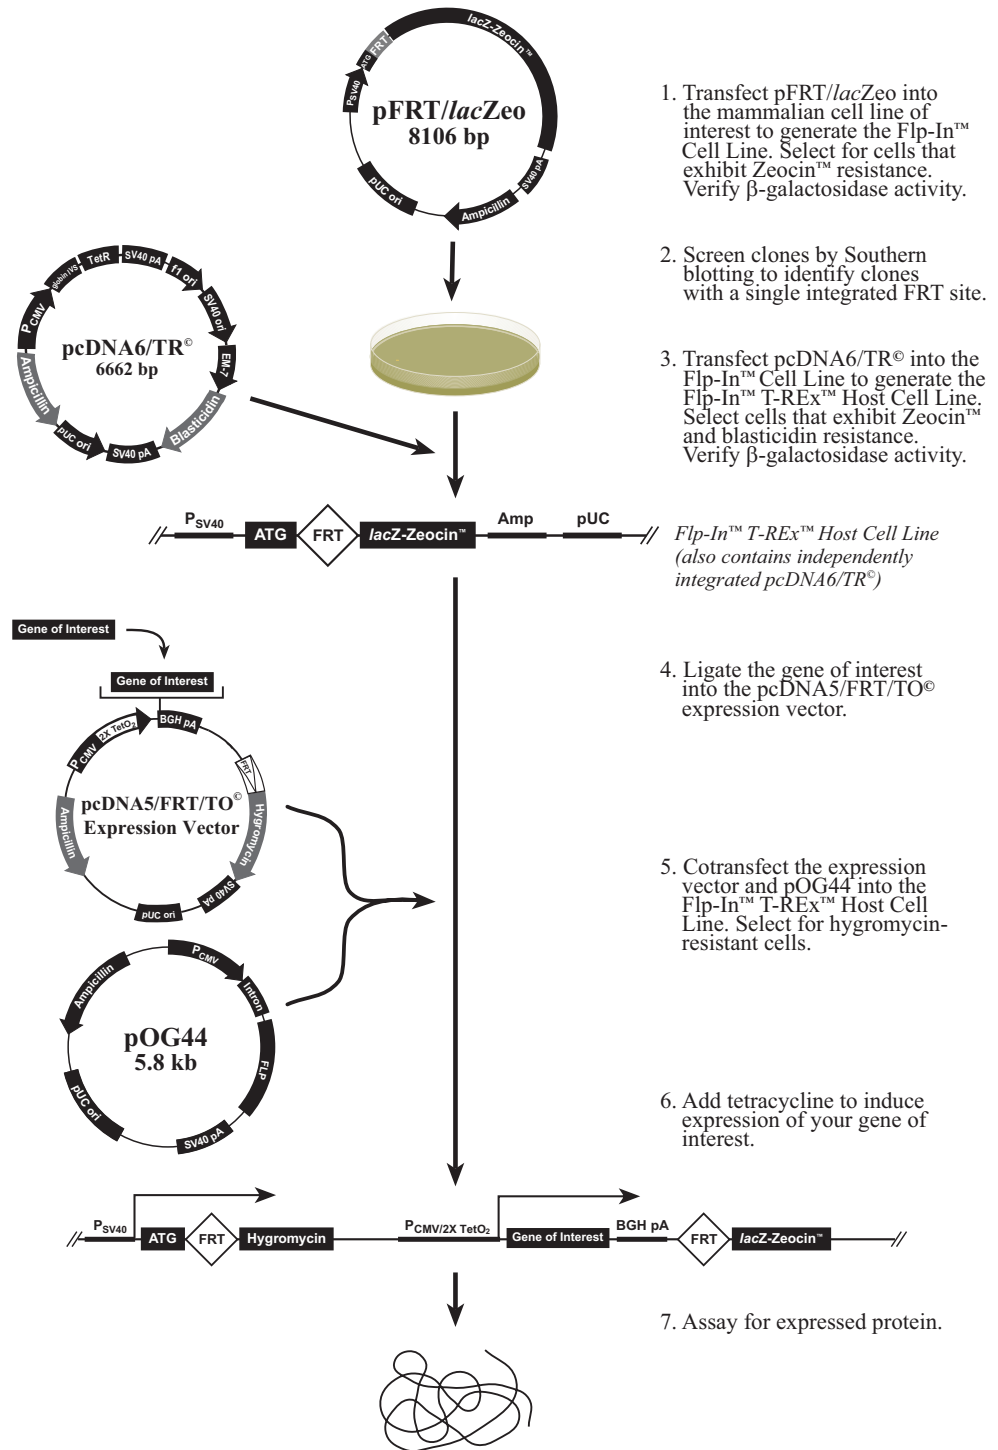 lacZ-Zeocin™
FRT
ATG
PSV40
pFRT/lacZeo
8106 bp
SV40 pA
Ampicillin
pUC ori
1. Transfect pFRT/lacZeo into
the mammalian cell line of
interest to generate the Flp-In™
Cell Line. Select for cells that
exhibit Zeocin™ resistance.
Verify β-galactosidase activity.
2. Screen clones by Southern
blotting to identify clones
with a single integrated FRT site.
PCMV
globin IVS
TetR
SV40 pA
f1 ori
SV40 ori
EM-7
Blasticidin
SV40 pA
pUC ori
Ampicillin
pcDNA6/TR©
6662 bp
3. Transfect pcDNA6/TR© into the
Flp-In™ Cell Line to generate the
Flp-In™ T-REx™ Host Cell Line.
Select cells that exhibit Zeocin™
and blasticidin resistance.
Verify β-galactosidase activity.
PSV40
ATG
FRT
lacZ-Zeocin™
Amp
pUC
Flp-In™ T-REx™ Host Cell Line
(also contains independently
integrated pcDNA6/TR©)
Gene of Interest
Gene of Interest
PCMV
2X TetO2
BGH pA
FRT
Hygromycin
SV40 pA
pUC ori
Ampicillin
pcDNA5/FRT/TO©
Expression Vector
4. Ligate the gene of interest
into the pcDNA5/FRT/TO©
expression vector.
5. Cotransfect the expression
vector and pOG44 into the
Flp-In™ T-REx™ Host Cell
Line. Select for hygromycin-
resistant cells.
PCMV
Intron
FLP
SV40 pA
pUC ori
Ampicillin
pOG44
5.8 kb
6. Add tetracycline to induce
expression of your gene of
interest.
PSV40
ATG
FRT
Hygromycin
PCMV/2X TetO2
Gene of Interest
BGH pA
FRT
lacZ-Zeocin™
7. Assay for expressed protein.